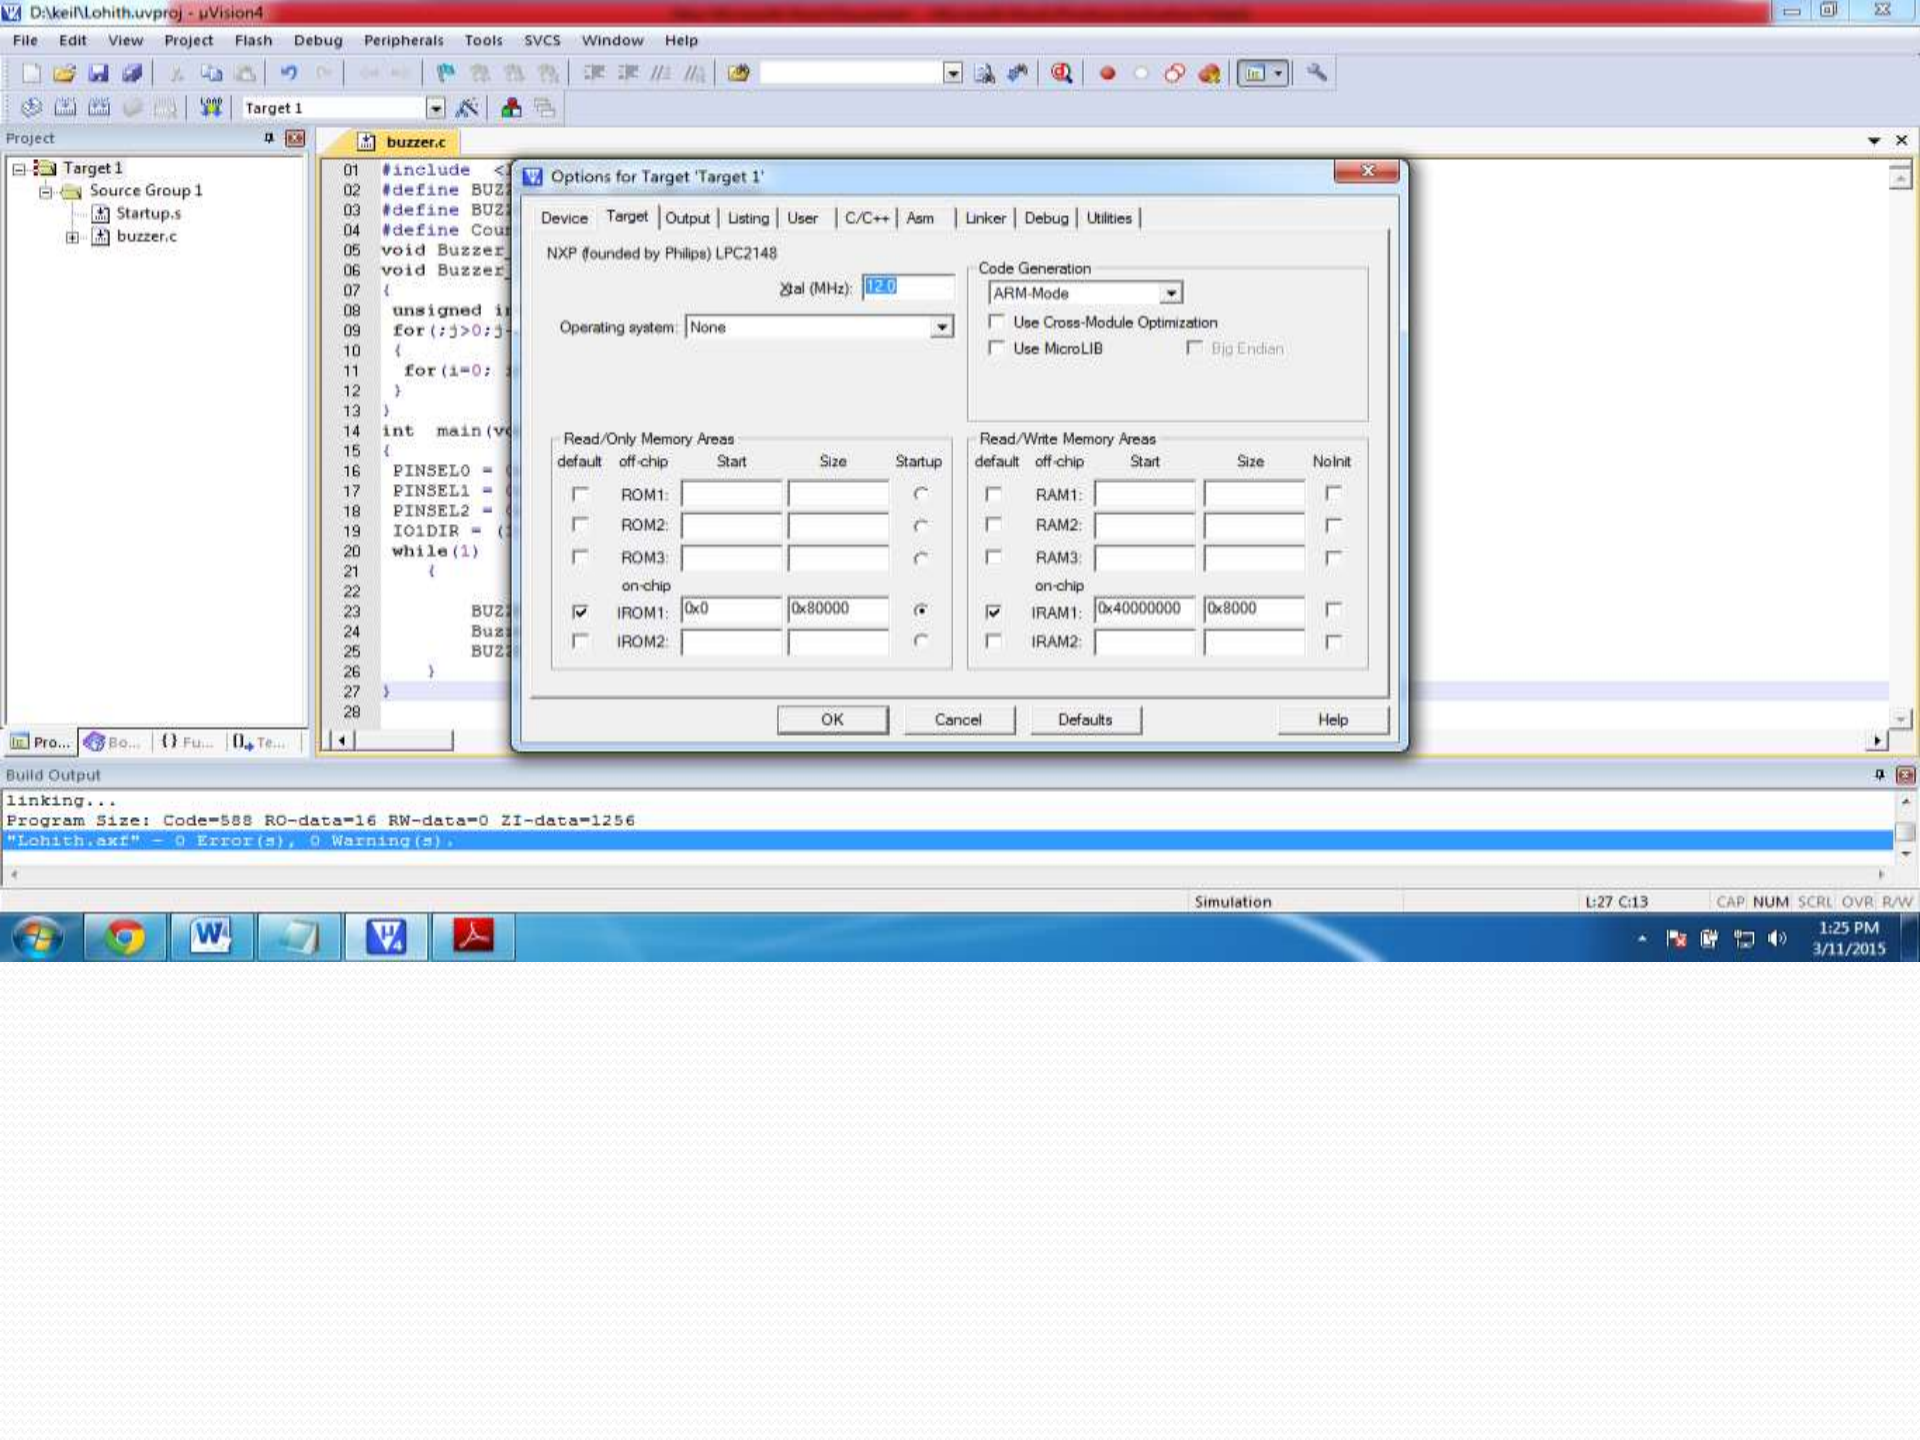 D:\keil\Lohith.uvproj - µVision4
File Edit View Project Flash Debug Peripherals Tools SVCS Window Help
Target 1
Project
Target 1
Source Group 1
Startup.s
buzzer.c
Pro... Bo... {} Fu... Te...
buzzer.c
01 #include <
02 #define BUZ
03 #define BUZ
04 #define Cou
05 void Buzzer_
06 void Buzzer_
07 {
08 unsigned i
09 for(;j>0;j-
10 {
11 for(i=0;
12 }
13 }
14 int main(v
15 {
16 PINSEL0 =
17 PINSEL1 =
18 PINSEL2 =
19 IO1DIR = (
20 while(1)
21 {
22
23 BUZ
24 Buz
25 BUZ
26 }
27 }
28
Options for Target 'Target 1'
Device Target Output Listing User C/C++ Asm Linker Debug Utilities
NXP (founded by Philips) LPC2148
Xtal (MHz): 12.0
Operating system: None
Code Generation
ARM-Mode
Use Cross-Module Optimization
Use MicroLIB Big Endian
Read/Only Memory Areas
default off-chip Start Size Startup
ROM1:
ROM2:
ROM3:
on-chip
IROM1: 0x0 0x80000
IROM2:
Read/Write Memory Areas
default off-chip Start Size NoInit
RAM1:
RAM2:
RAM3:
on-chip
IRAM1: 0x40000000 0x8000
IRAM2:
OK Cancel Defaults Help
Build Output
linking...
Program Size: Code=588 RO-data=16 RW-data=0 ZI-data=1256
"Lohith.axf" - 0 Error(s), 0 Warning(s).
Simulation L:27 C:13 CAP NUM SCRL OVR R/W
1:25 PM
3/11/2015